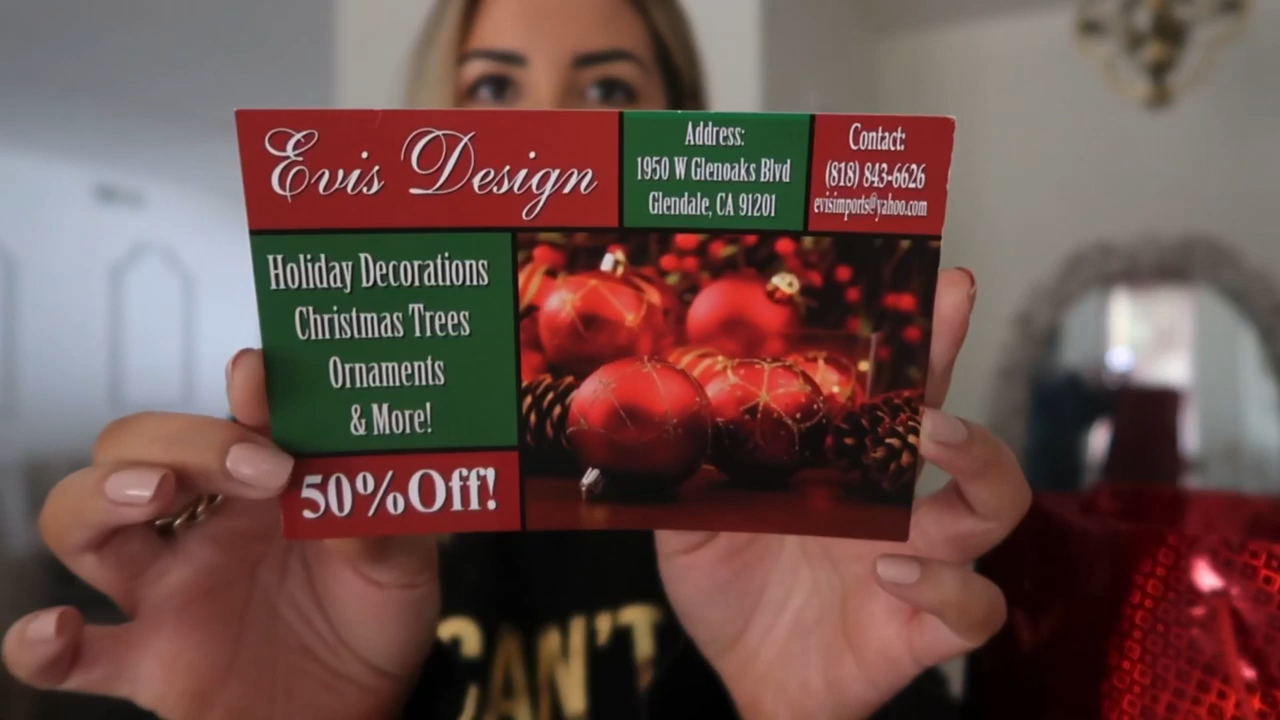 Evis Design
Address:
1950 W Glenoaks Blvd
Glendale, CA 91201
Contact:
(818) 843-6626
evisimports@yahoo.com
Holiday Decorations
Christmas Trees
Ornaments
& More!
50%Off!
CAN'T